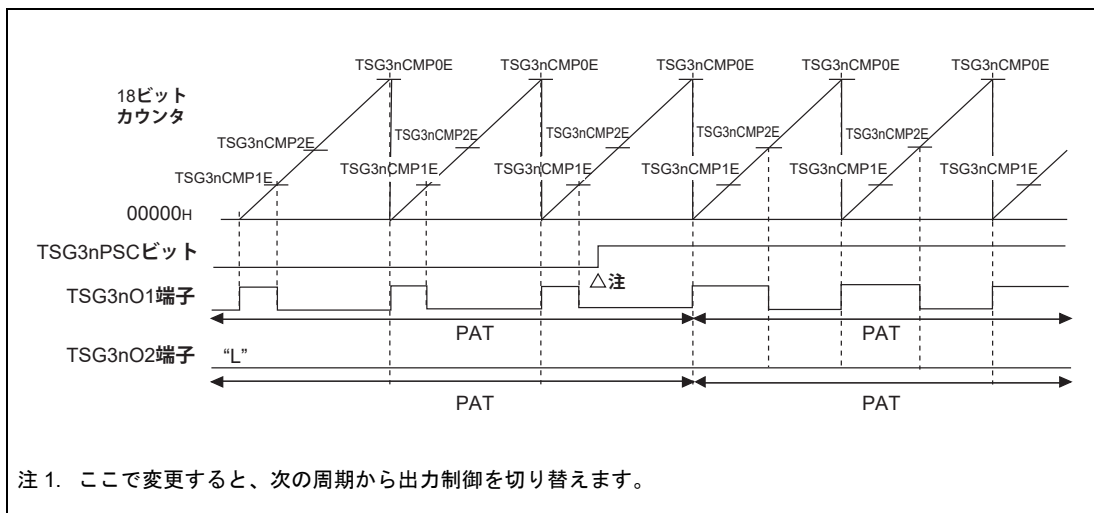 TSG3nCMP0E TSG3nCMP0E TSG3nCMP0E TSG3nCMP0E TSG3nCMP0E
18ビット
カウンタ
TSG3nCMP2E TSG3nCMP2E TSG3nCMP2E TSG3nCMP2E TSG3nCMP2E
TSG3nCMP1E TSG3nCMP1E TSG3nCMP1E TSG3nCMP1E TSG3nCMP1E TSG3nCMP1E
00000H
TSG3nPSCビット
△注
TSG3nO1端子
PAT PAT
TSG3nO2端子 “L”
PAT PAT
注 1. ここで変更すると、次の周期から出力制御を切り替えます。